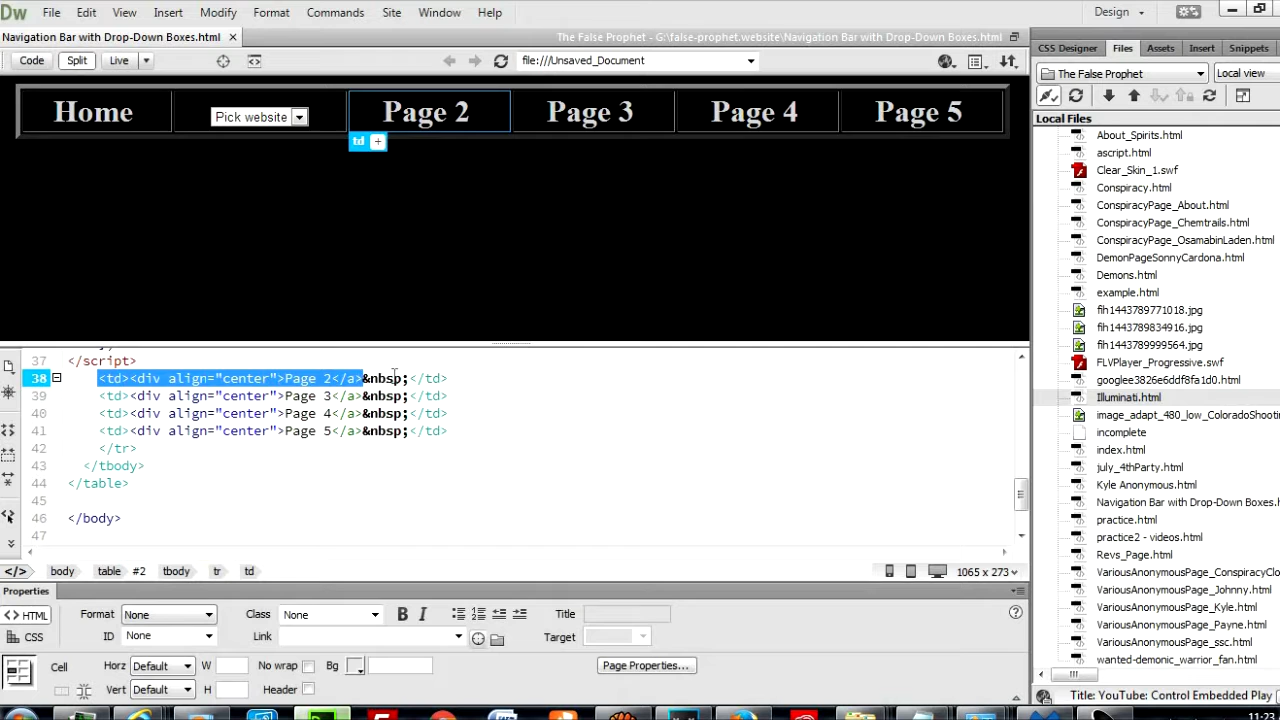 Dw File Edit View Insert Modify Format Commands Site Window Help Design
Navigation Bar with Drop-Down Boxes.html
The False Prophet - G:\false-prophet.website\Navigation Bar with Drop-Down Boxes.html
CSS Designer Files Assets Insert Snippets
Code Split Live file:///Unsaved_Document
The False Prophet Local view
Home Pick website Page 2 Page 3 Page 4 Page 5
td +
Local Files
About_Spirits.html
ascript.html
Clear_Skin_1.swf
Conspiracy.html
ConspiracyPage_About.html
ConspiracyPage_Chemtrails.html
ConspiracyPage_OsamabinLaden.html
DemonPageSonnyCardona.html
Demons.html
example.html
flh1443789771018.jpg
flh1443789834916.jpg
flh1443789999564.jpg
FLVPlayer_Progressive.swf
googlee3826e6df8fa1d0.html
Illuminati.html
image_adapt_480_low_ColoradoShooti
incomplete
index.html
july_4thParty.html
Kyle Anonymous.html
Navigation Bar with Drop-Down Boxes.h
practice.html
practice2 - videos.html
Revs_Page.html
VariousAnonymousPage_ConspiracyClo
VariousAnonymousPage_Johnny.html
VariousAnonymousPage_Kyle.html
VariousAnonymousPage_Payne.html
VariousAnonymousPage_ssc.html
wanted-demonic_warrior_fan.html
37 </script>
38 <td><div align="center">Page 2</a>&nbsp;</td>
39 <td><div align="center">Page 3</a>&nbsp;</td>
40 <td><div align="center">Page 4</a>&nbsp;</td>
41 <td><div align="center">Page 5</a>&nbsp;</td>
42 </tr>
43 </tbody>
44 </table>
45
46 </body>
47
</> body table #2 tbody td 1065 x 273
Properties
<> HTML Format None Class None B I Title
CSS ID None Link Target
Cell Horz Default W No wrap Bg Page Properties...
Vert Default H Header
Title: YouTube: Control Embedded Play